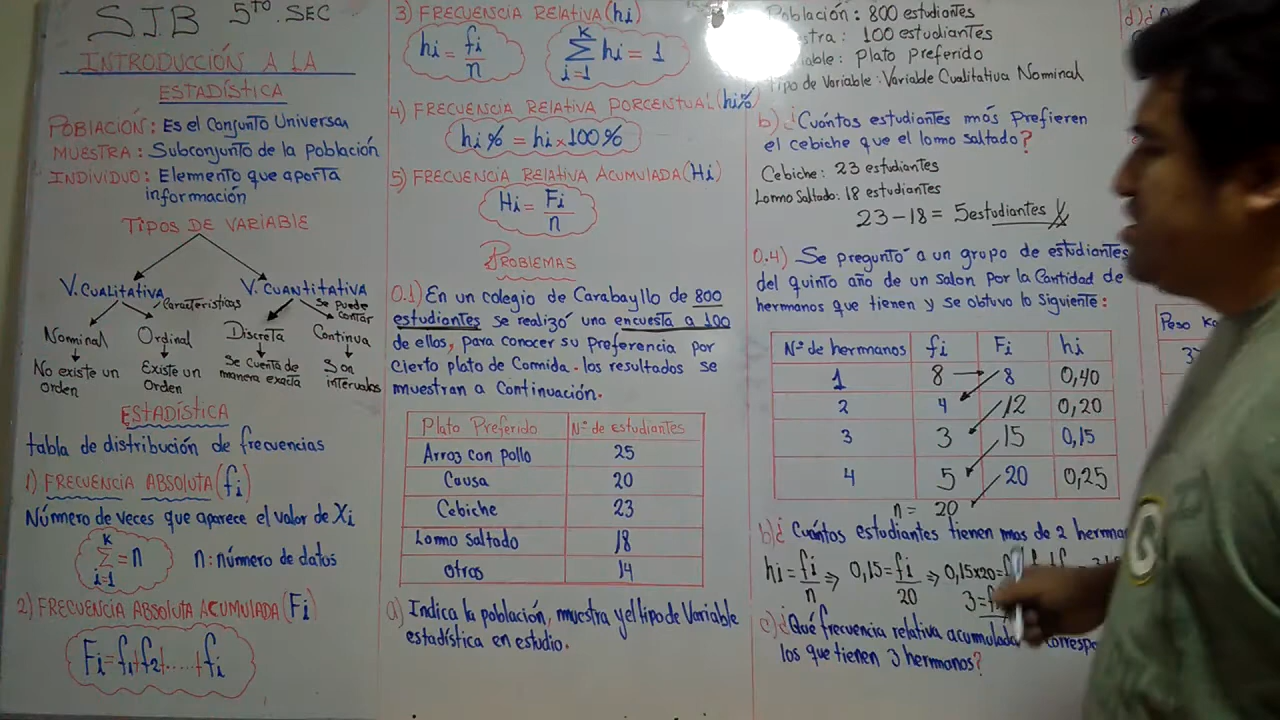 SJB 5TO. SEC
INTRODUCCIÓN A LA
ESTADÍSTICA
POBLACIÓN: Es el Conjunto Universal
MUESTRA: Subconjunto de la población
INDIVIDUO: Elemento que aporta
información
TIPOS DE VARIABLE
V. CUALITATIVA V. CUANTITATIVA
Características
Se puede
contar
Nominal Ordinal Discreta Continua
No existe un
Orden
Existe un
Orden
Se cuenta de
manera exacta
Son
intervalos
ESTADÍSTICA
tabla de distribución de frecuencias
1) FRECUENCIA ABSOLUTA (fi)
Número de veces que aparece el valor de Xi
K
Σ = n
i=1
n: número de datos
2) FRECUENCIA ABSOLUTA ACUMULADA (Fi)
Fi = f1 + f2 + ..... + fi
3) FRECUENCIA RELATIVA (hi)
hi = fi/n
K
Σ hi = 1
i=1
4) FRECUENCIA RELATIVA PORCENTUAL (hi%)
hi% = hi x 100%
5) FRECUENCIA RELATIVA ACUMULADA (Hi)
Hi = Fi/n
PROBLEMAS
0.1) En un colegio de Carabayllo de 800
estudiantes se realizó una encuesta a 100
de ellos, para conocer su preferencia por
cierto plato de Comida. los resultados se
muestran a Continuación.
Plato Preferido N° de estudiantes
Arroz con pollo 25
Causa 20
Cebiche 23
Lomo saltado 18
otros 14
a) Indica la población, muestra y el tipo de Variable
estadística en estudio.
Población: 800 estudiantes
stra: 100 estudiantes
iable: plato preferido
Tipo de Variable: Variable Cualitativa Nominal
b) ¿Cuántos estudiantes más prefieren
el cebiche que el lomo saltado?
Cebiche: 23 estudiantes
Lomo Saltado: 18 estudiantes
23 - 18 = 5 estudiantes
0.4) Se preguntó a un grupo de estudiantes
del quinto año de un salon por la Cantidad de
hermanos que tienen y se obtuvo lo siguiente:
N° de hermanos fi Fi hi
1 8 8 0,40
2 4 12 0,20
3 3 15 0,15
4 5 20 0,25
n = 20
b) ¿Cuántos estudiantes tienen mas de 2 herma
hi = fi/n ⇒ 0,15 = fi/20 ⇒ 0,15x20 = f
3 = f
c) ¿Qué frecuencia relativa acumulada corresp
los que tienen 3 hermanos?
d) ¿
Peso